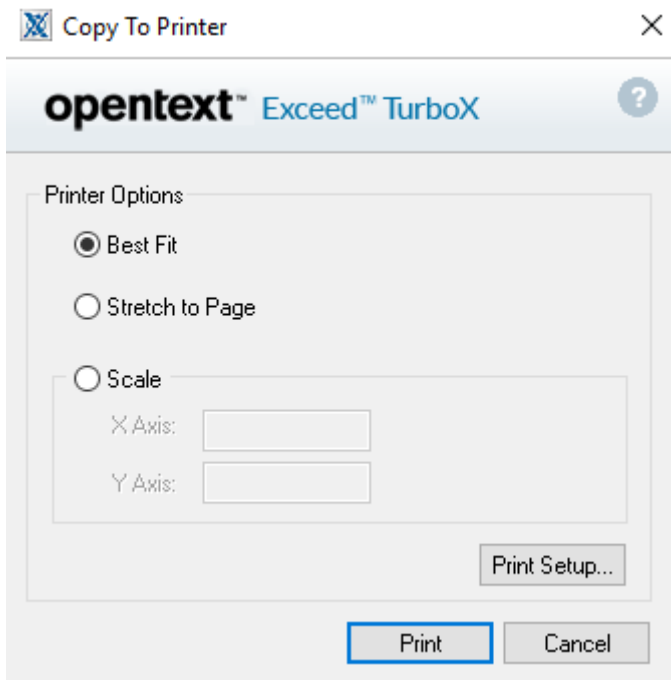 Copy To Printer
opentext™ Exceed™ TurboX
?
Printer Options
Best Fit
Stretch to Page
Scale
X Axis:
Y Axis:
Print Setup...
Print Cancel